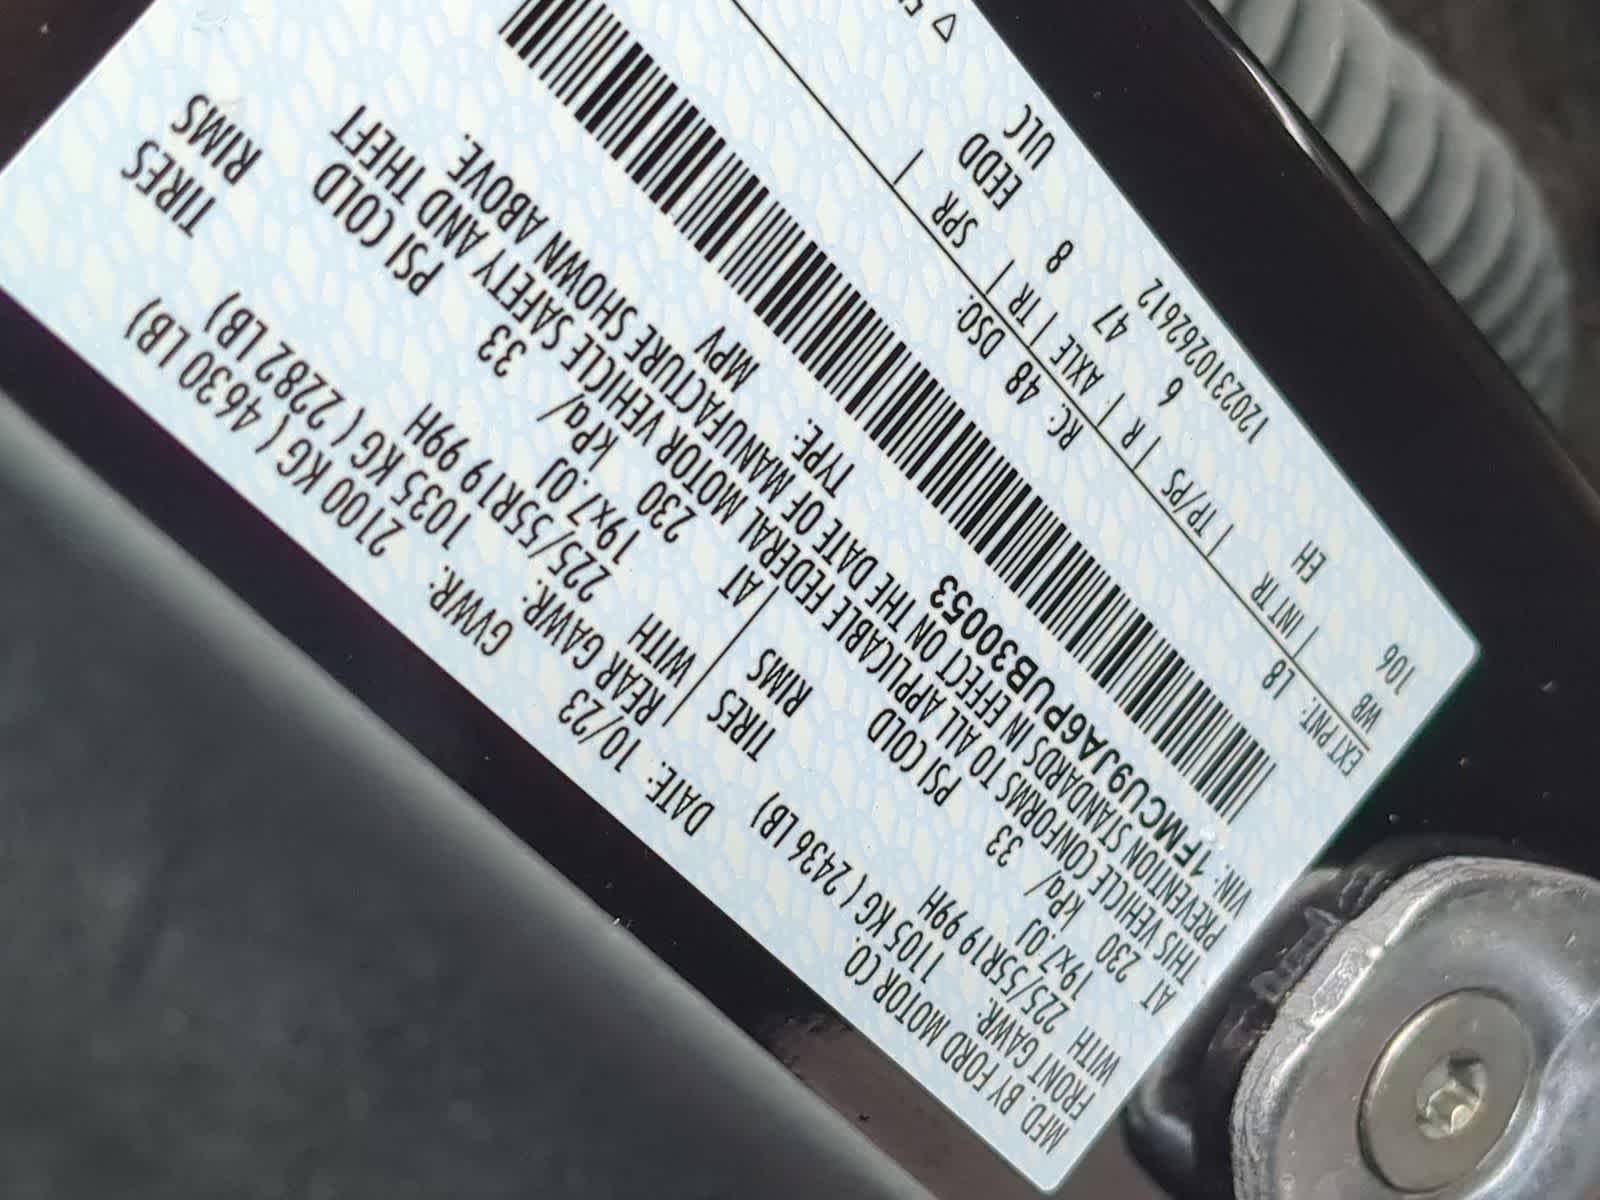 MFD. BY FORD MOTOR CO. DATE: 10/23 GVWR: 2100 KG ( 4630 LB)
FRONT GAWR: 1105 KG ( 2436 LB) REAR GAWR: 1035 KG ( 2282 LB)
WITH 225/55R19 99H TIRES WITH 225/55R19 99H TIRES
19x7.0J RIMS 19x7.0J RIMS
AT 230 kPa/ 33 PSI COLD AT 230 kPa/ 33 PSI COLD
THIS VEHICLE CONFORMS TO ALL APPLICABLE FEDERAL MOTOR VEHICLE SAFETY AND THEFT
PREVENTION STANDARDS IN EFFECT ON THE DATE OF MANUFACTURE SHOWN ABOVE.
VIN: 1FMCU9JA6PUB30053 TYPE: MPV
EXT PNT: L8 RC: 48 DSO:
WB | INT TR | TP/PS | R | AXLE | TR | SPR |
106 EH 6 47 8 EEDD
1202310262612 ULC